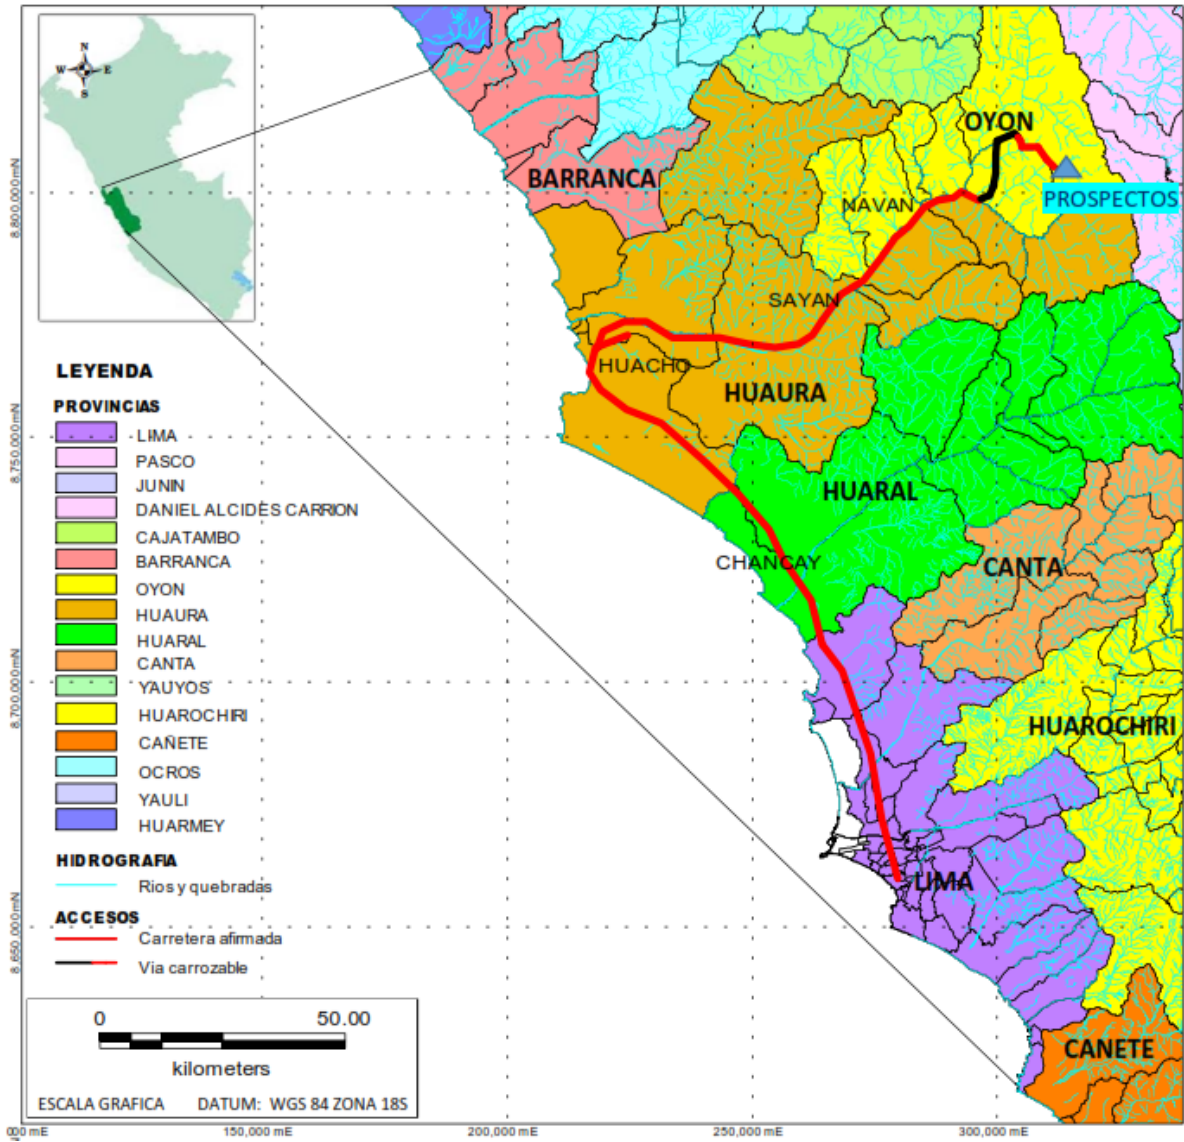 N
W E
S
OYON
BARRANCA
NAVAN
PROSPECTOS
SAYAN
HUACHO
HUAURA
HUARAL
CHANCAY
CANTA
HUAROCHIRI
LIMA
CANETE
LEYENDA
PROVINCIAS
LIMA
PASCO
JUNIN
DANIEL ALCIDES CARRION
CAJATAMBO
BARRANCA
OYON
HUAURA
HUARAL
CANTA
YAUYOS
HUAROCHIRI
CAÑETE
OCROS
YAULI
HUARMEY
HIDROGRAFIA
Rios y quebradas
ACCESOS
Carretera afirmada
Via carrozable
0 50.00
kilometers
ESCALA GRAFICA DATUM: WGS 84 ZONA 18S
8.800,000mN
8.750,000mN
8.700,000mN
8.650,000mN
000 mE 150,000 mE 200,000 mE 250,000 mE 300,000 mE